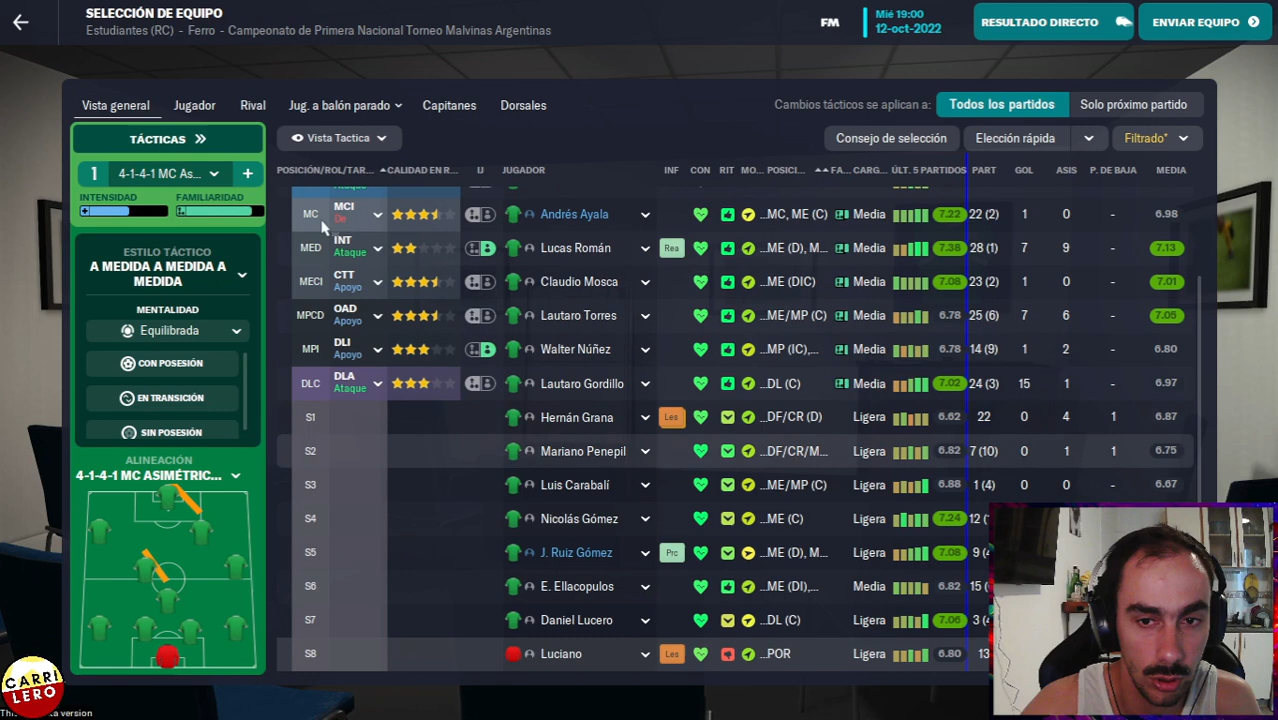 SELECCIÓN DE EQUIPO
Estudiantes (RC) - Ferro - Campeonato de Primera Nacional Torneo Malvinas Argentinas
FM
Mié 19:00
12-oct-2022
RESULTADO DIRECTO
ENVIAR EQUIPO
Vista general Jugador Rival Jug. a balón parado Capitanes Dorsales
Cambios tácticos se aplican a: Todos los partidos Solo próximo partido
TÁCTICAS
Vista Tactica
Consejo de selección Elección rápida Filtrado*
1 4-1-4-1 MC As...
INTENSIDAD FAMILIARIDAD
ESTILO TÁCTICO
A MEDIDA A MEDIDA A
MEDIDA
MENTALIDAD
Equilibrada
CON POSESIÓN
EN TRANSICIÓN
SIN POSESIÓN
ALINEACIÓN
4-1-4-1 MC ASIMÉTRIC...
POSICIÓN/ROL/TAR... CALIDAD EN R... IJ JUGADOR INF CON RIT MO... POSICI... FA... CARG... ÚLT. 5 PARTIDOS PART GOL ASIS P. DE BAJA MEDIA
Ataque
MC MCI De Andrés Ayala ...MC, ME (C) Media 7.22 22 (2) 1 0 - 6.98
MED INT Ataque Lucas Román Rea ...ME (D), M... Media 7.38 28 (1) 7 9 - 7.13
MECI CTT Apoyo Claudio Mosca ...ME (DIC) Media 7.08 23 (2) 1 1 - 7.01
MPCD OAD Apoyo Lautaro Torres ...ME/MP (C) Media 6.78 25 (6) 7 6 - 7.05
MPI DLI Apoyo Walter Núñez ...MP (IC),... Media 6.78 14 (9) 1 2 - 6.80
DLC DLA Ataque Lautaro Gordillo ...DL (C) Media 7.02 24 (3) 15 1 - 6.97
S1 Hernán Grana Les ...DF/CR (D) Ligera 6.62 22 0 4 - 6.87
S2 Mariano Penepil ...DF/CR/M... Ligera 6.82 7 (10) 0 1 1 6.75
S3 Luis Carabalí ...ME/MP (C) Ligera 6.88 1 (4) 0 0 - 6.67
S4 Nicolás Gómez ...ME (C) Ligera 7.24 12 (
S5 J. Ruiz Gómez Prc ...ME (D), M... Ligera 7.08 9 (
S6 E. Ellacopulos ...ME (DI),... Ligera 6.82 15 (
S7 Daniel Lucero ...DL (C) Ligera 7.06 3 (
S8 Luciano Les ...POR Ligera 6.80 13
CARRI
LERO